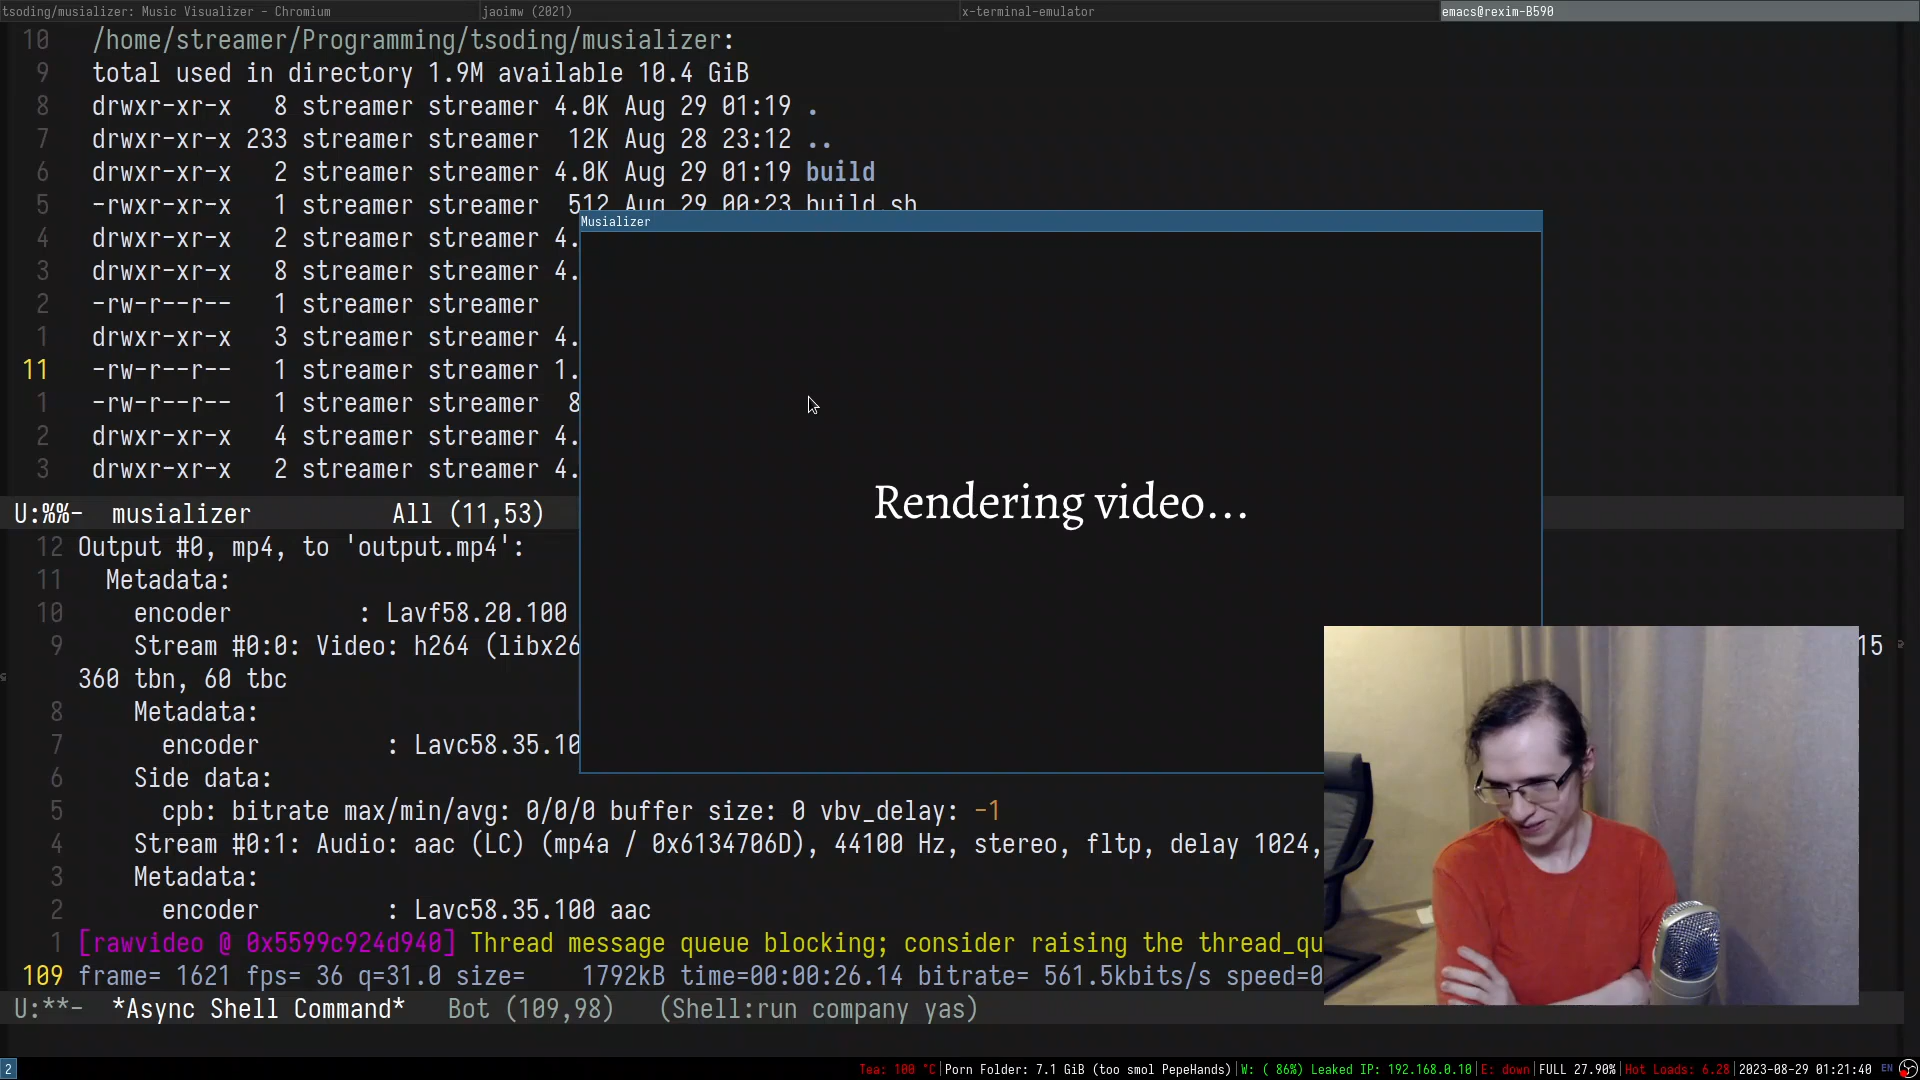 tsoding/musializer: Music Visualizer - Chromium
jaoimw (2021)
x-terminal-emulator
emacs@rexim-B590
10 /home/streamer/Programming/tsoding/musializer:
9 total used in directory 1.9M available 10.4 GiB
8 drwxr-xr-x 8 streamer streamer 4.0K Aug 29 01:19 .
7 drwxr-xr-x 233 streamer streamer 12K Aug 28 23:12 ..
6 drwxr-xr-x 2 streamer streamer 4.0K Aug 29 01:19 build
5 -rwxr-xr-x 1 streamer streamer 512 Aug 29 00:23 build.sh
4 drwxr-xr-x 2 streamer streamer 4.
3 drwxr-xr-x 8 streamer streamer 4.
2 -rw-r--r-- 1 streamer streamer
1 drwxr-xr-x 3 streamer streamer 4.
11 -rw-r--r-- 1 streamer streamer 1.
1 -rw-r--r-- 1 streamer streamer 8
2 drwxr-xr-x 4 streamer streamer 4.
3 drwxr-xr-x 2 streamer streamer 4.
U:%%- musializer All (11,53)
Musializer
Rendering video...
12 Output #0, mp4, to 'output.mp4':
11 Metadata:
10 encoder : Lavf58.20.100
9 Stream #0:0: Video: h264 (libx26 15
360 tbn, 60 tbc
8 Metadata:
7 encoder : Lavc58.35.10
6 Side data:
5 cpb: bitrate max/min/avg: 0/0/0 buffer size: 0 vbv_delay: -1
4 Stream #0:1: Audio: aac (LC) (mp4a / 0x6134706D), 44100 Hz, stereo, fltp, delay 1024,
3 Metadata:
2 encoder : Lavc58.35.100 aac
1 [rawvideo @ 0x5599c924d940] Thread message queue blocking; consider raising the thread_qu
109 frame= 1621 fps= 36 q=31.0 size= 1792kB time=00:00:26.14 bitrate= 561.5kbits/s speed=0
U:**- *Async Shell Command* Bot (109,98) (Shell:run company yas)
2
Tea: 100 °C|Porn Folder: 7.1 GiB (too smol PepeHands)|W: ( 86%) Leaked IP: 192.168.0.10|E: down|FULL 27.90%|Hot Loads: 6.28|2023-08-29 01:21:40 EN